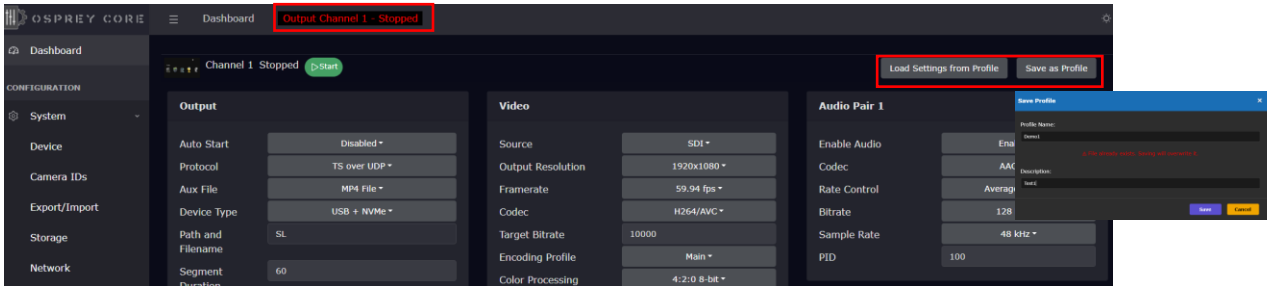 OSPREY CORE
Dashboard
Output Channel 1 - Stopped
Dashboard
CONFIGURATION
System
Device
Camera IDs
Export/Import
Storage
Network
Channel 1 Stopped
Start
Load Settings from Profile
Save as Profile
Output
Auto Start
Disabled
Protocol
TS over UDP
Aux File
MP4 File
Device Type
USB + NVMe
Path and
Filename
SL
Segment
Duration
60
Video
Source
SDI
Output Resolution
1920x1080
Framerate
59.94 fps
Codec
H264/AVC
Target Bitrate
10000
Encoding Profile
Main
Color Processing
4:2:0 8-bit
Audio Pair 1
Enable Audio
Ena
Codec
AAC
Rate Control
Average
Bitrate
128
Sample Rate
48 kHz
PID
100
Save Profile
Profile Name:
Demo1
Description:
Test1
Save
Cancel